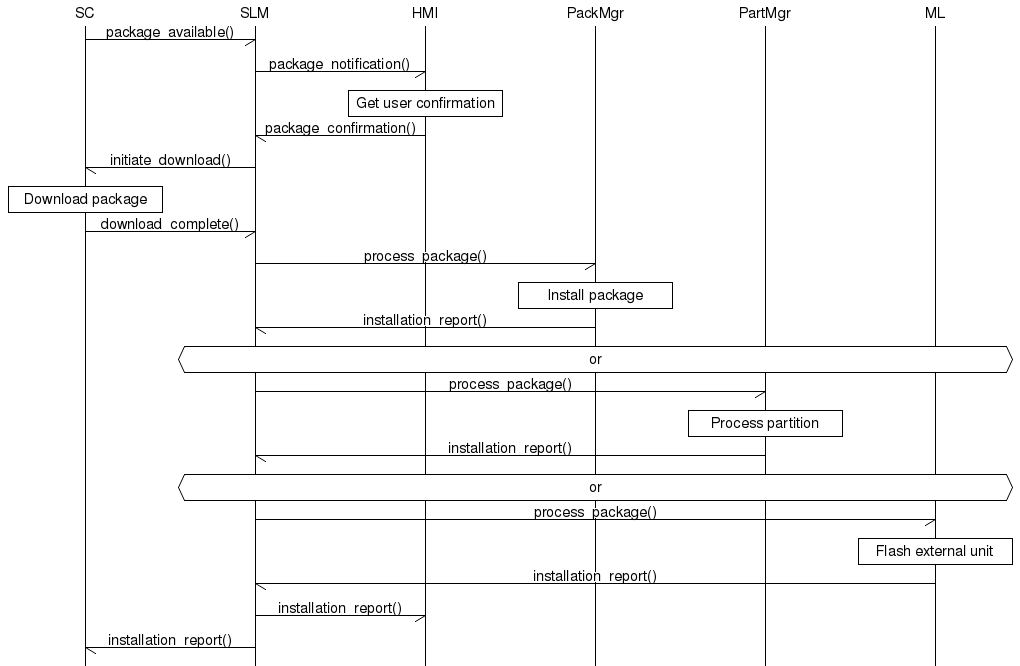 SC SLM HMI PackMgr PartMgr ML
package_available()
package_notification()
Get user confirmation
package_confirmation()
initiate_download()
Download package
download_complete()
process_package()
Install package
installation_report()
or
process_package()
Process partition
installation_report()
or
process_package()
Flash external unit
installation_report()
installation_report()
installation_report()